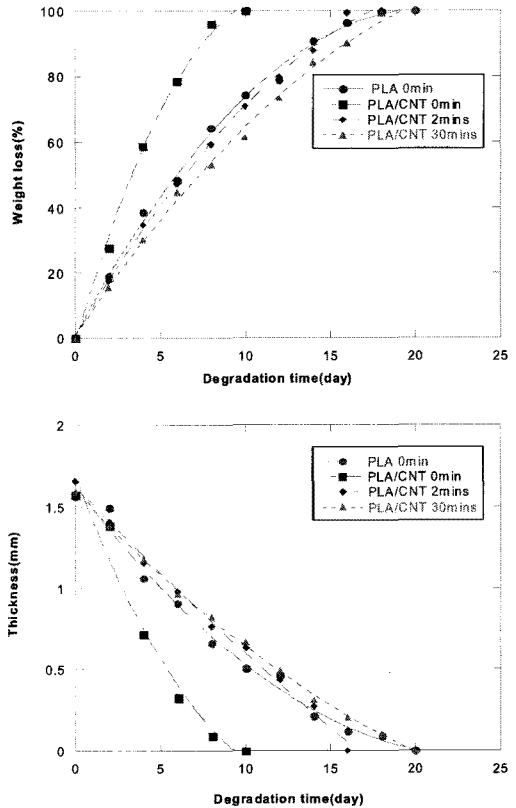 100
80
60
40
20
0
Weight loss(%)
PLA 0min
PLA/CNT 0min
PLA/CNT 2mins
PLA/CNT 30mins
0 5 10 15 20 25
Degradation time(day)
2
1.5
1
0.5
0
Thickness(mm)
PLA 0min
PLA/CNT 0min
PLA/CNT 2mins
PLA/CNT 30mins
0 5 10 15 20 25
Degradation time(day)